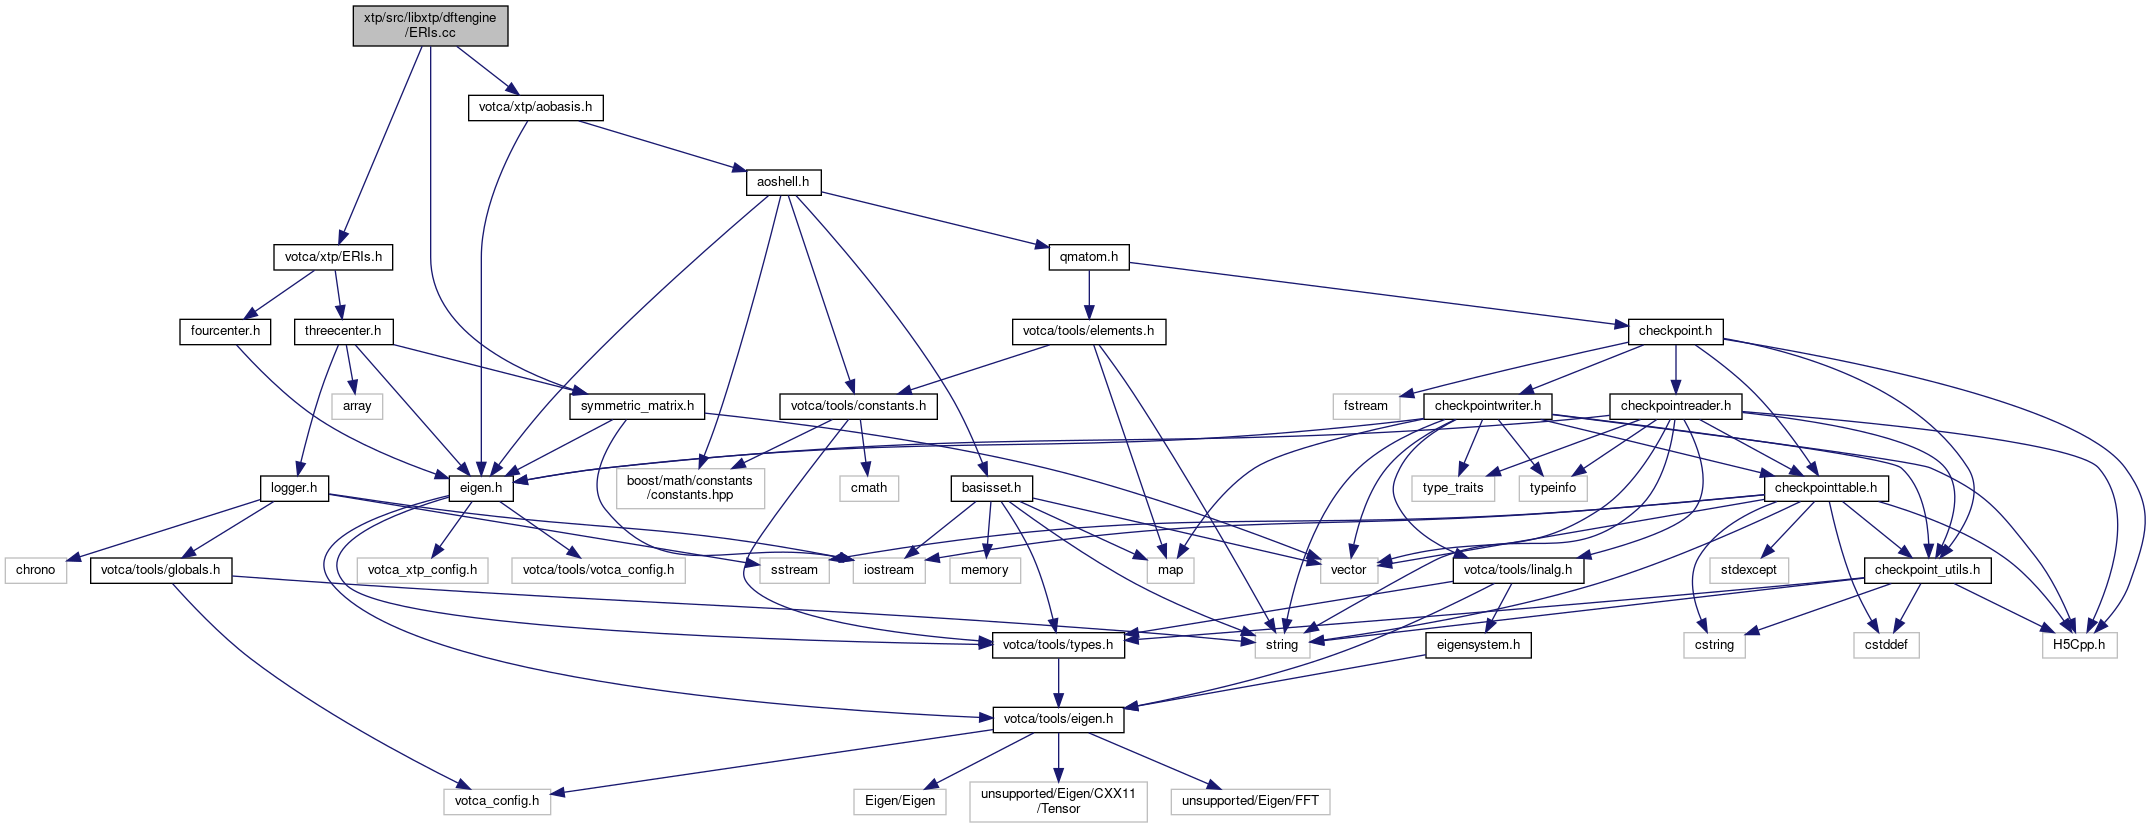 xtp/src/libxtp/dftengine
/ERIs.cc
votca/xtp/aobasis.h
aoshell.h
votca/xtp/ERIs.h
qmatom.h
fourcenter.h
threecenter.h
votca/tools/elements.h
checkpoint.h
array
symmetric_matrix.h
votca/tools/constants.h
fstream
checkpointwriter.h
checkpointreader.h
logger.h
eigen.h
boost/math/constants
/constants.hpp
cmath
basisset.h
type_traits
typeinfo
checkpointtable.h
chrono
votca/tools/globals.h
votca_xtp_config.h
votca/tools/votca_config.h
sstream
iostream
memory
map
vector
votca/tools/linalg.h
stdexcept
checkpoint_utils.h
votca/tools/types.h
string
eigensystem.h
cstring
cstddef
H5Cpp.h
votca/tools/eigen.h
votca_config.h
Eigen/Eigen
unsupported/Eigen/CXX11
/Tensor
unsupported/Eigen/FFT